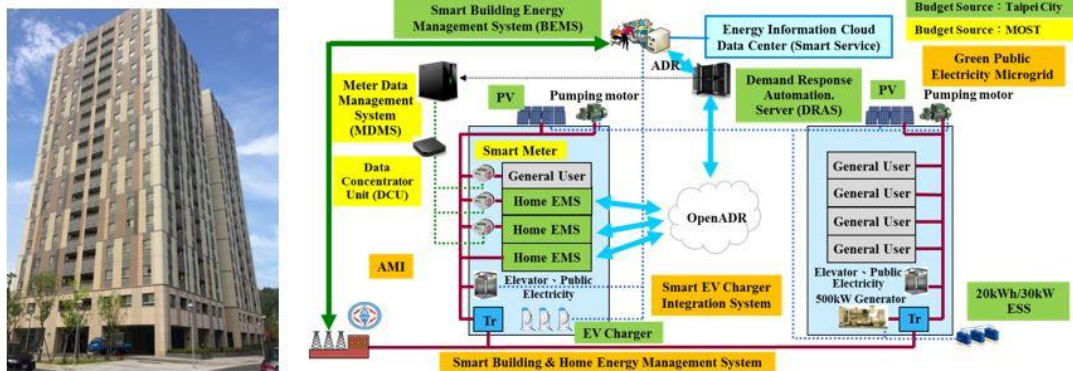 Smart Building Energy
Management System (BEMS)
Energy Information Cloud
Data Center (Smart Service)
Budget Source：Taipei City
Budget Source：MOST
ADR
Green Public
Electricity Microgrid
Meter Data
Management
System
(MDMS)
PV
Pumping motor
Demand Response
Automation.
Server (DRAS)
PV
Pumping motor
Smart Meter
Data
Concentrator
Unit (DCU)
General User
Home EMS
Home EMS
Home EMS
OpenADR
General User
General User
General User
General User
AMI
Elevator、Public
Electricity
Smart EV Charger
Integration System
Elevator、Public
Electricity
500kW Generator
20kWh/30kW
ESS
Tr
EV Charger
Tr
Smart Building & Home Energy Management System